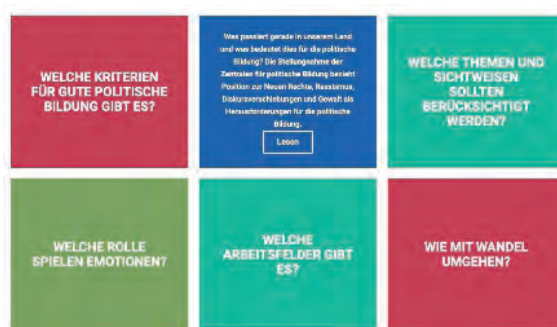 WELCHE KRITERIEN
FÜR GUTE POLITISCHE
BILDUNG GIBT ES?
Was passiert gerade in unserem Land
und was bedeutet dies für die politische
Bildung? Die Stellungnahme der
Zentralen für politische Bildung bezieht
Position zur Neuen Rechte, Rassismus,
Diskursverschiebungen und Gewalt als
Herausforderungen für die politische
Bildung.
Lesen
WELCHE THEMEN UND
SICHTWEISEN
SOLLTEN
BERÜCKSICHTIGT
WERDEN?
WELCHE ROLLE
SPIELEN EMOTIONEN?
WELCHE
ARBEITSFELDER GIBT
ES?
WIE MIT WANDEL
UMGEHEN?